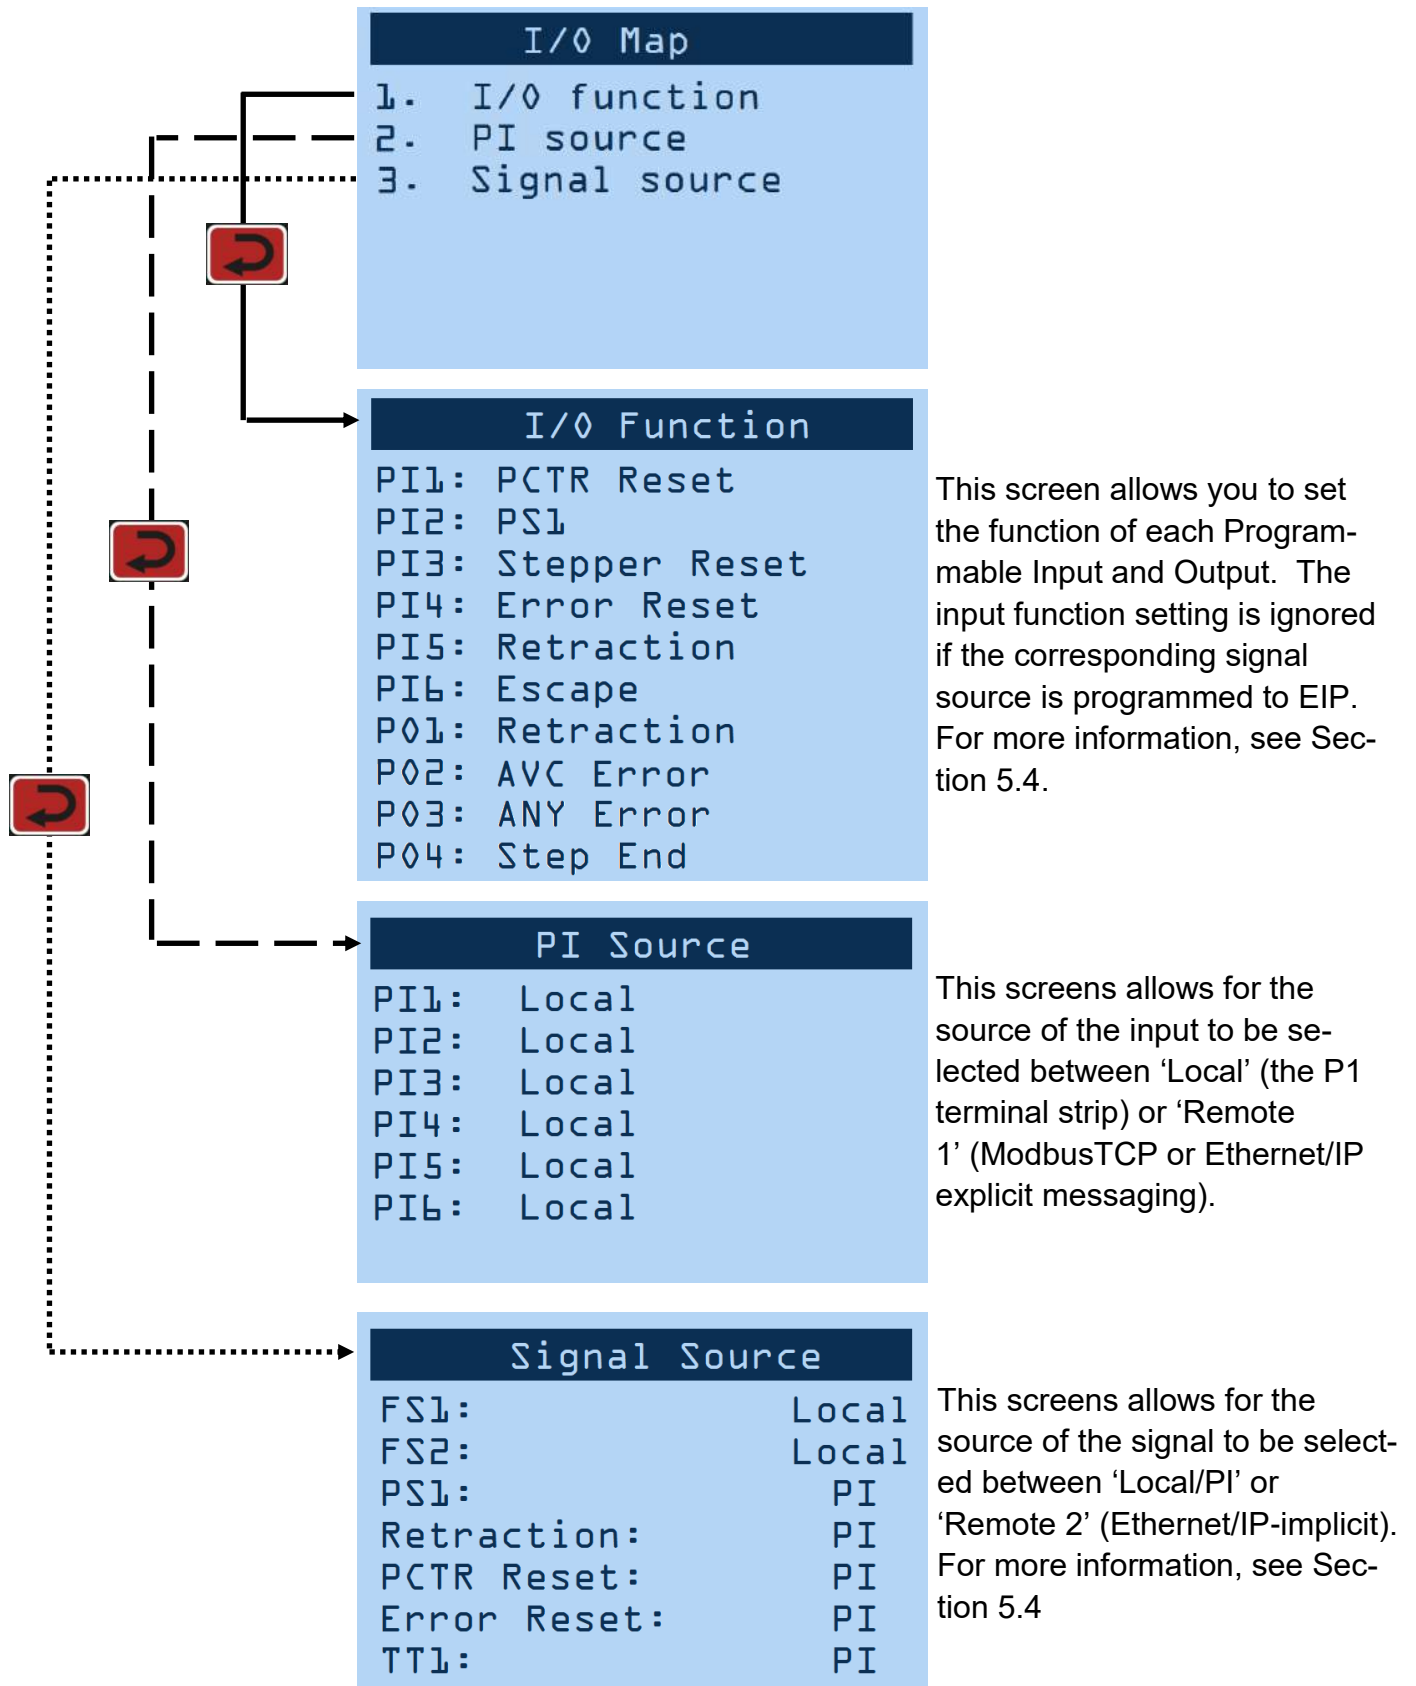 I/O Map
1. I/O function
2. PI source
3. Signal source
I/O Function
PI1: PCTR Reset
PI2: PS1
PI3: Stepper Reset
PI4: Error Reset
PI5: Retraction
PI6: Escape
PO1: Retraction
PO2: AVC Error
PO3: ANY Error
PO4: Step End
This screen allows you to set
the function of each Program-
mable Input and Output.  The
input function setting is ignored
if the corresponding signal
source is programmed to EIP.
For more information, see Sec-
tion 5.4.
PI Source
PI1: Local
PI2: Local
PI3: Local
PI4: Local
PI5: Local
PI6: Local
This screens allows for the
source of the input to be se-
lected between ‘Local’ (the P1
terminal strip) or ‘Remote
1’ (ModbusTCP or Ethernet/IP
explicit messaging).
Signal Source
FS1: Local
FS2: Local
PS1: PI
Retraction: PI
PCTR Reset: PI
Error Reset: PI
TT1: PI
This screens allows for the
source of the signal to be select-
ed between ‘Local/PI’ or
‘Remote 2’ (Ethernet/IP-implicit).
For more information, see Sec-
tion 5.4